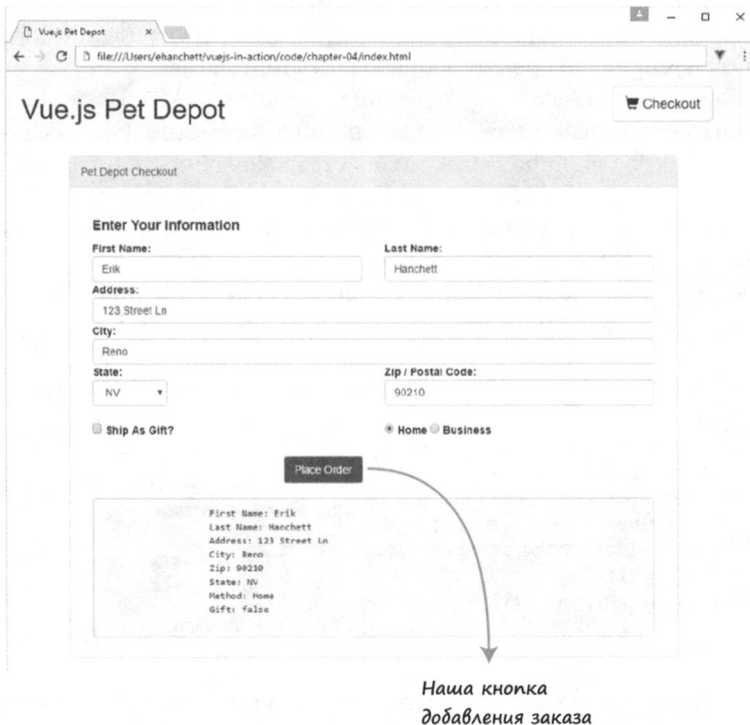 Vue.js Pet Depot
file:///Users/ehanchett/vuejs-in-action/code/chapter-04/index.html
Vue.js Pet Depot
Checkout
Pet Depot Checkout
Enter Your Information
First Name: Last Name:
Erik Hanchett
Address:
123 Street Ln
City:
Reno
State: Zip / Postal Code:
NV 90210
Ship As Gift? Home Business
Place Order
First Name: Erik
Last Name: Hanchett
Address: 123 Street Ln
City: Reno
Zip: 90210
State: NV
Method: Home
Gift: false
Наша кнопка
добавления заказа